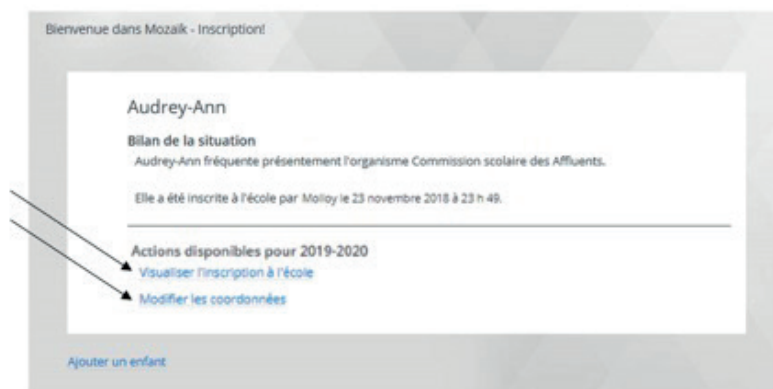 Bienvenue dans Mozaïk - Inscription!
Audrey-Ann
Bilan de la situation
Audrey-Ann fréquente présentement l'organisme Commission scolaire des Affluents.
Elle a été inscrite à l'école par Molloy le 23 novembre 2018 à 23 h 49.
Actions disponibles pour 2019-2020
Visualiser l'inscription à l'école
Modifier les coordonnées
Ajouter un enfant